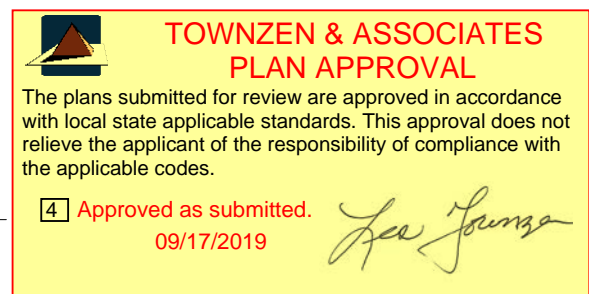 TOWNZEN & ASSOCIATES
PLAN APPROVAL
The plans submitted for review are approved in accordance
with local state applicable standards. This approval does not
relieve the applicant of the responsibility of compliance with
the applicable codes.
4 Approved as submitted.
09/17/2019
Les Townzen